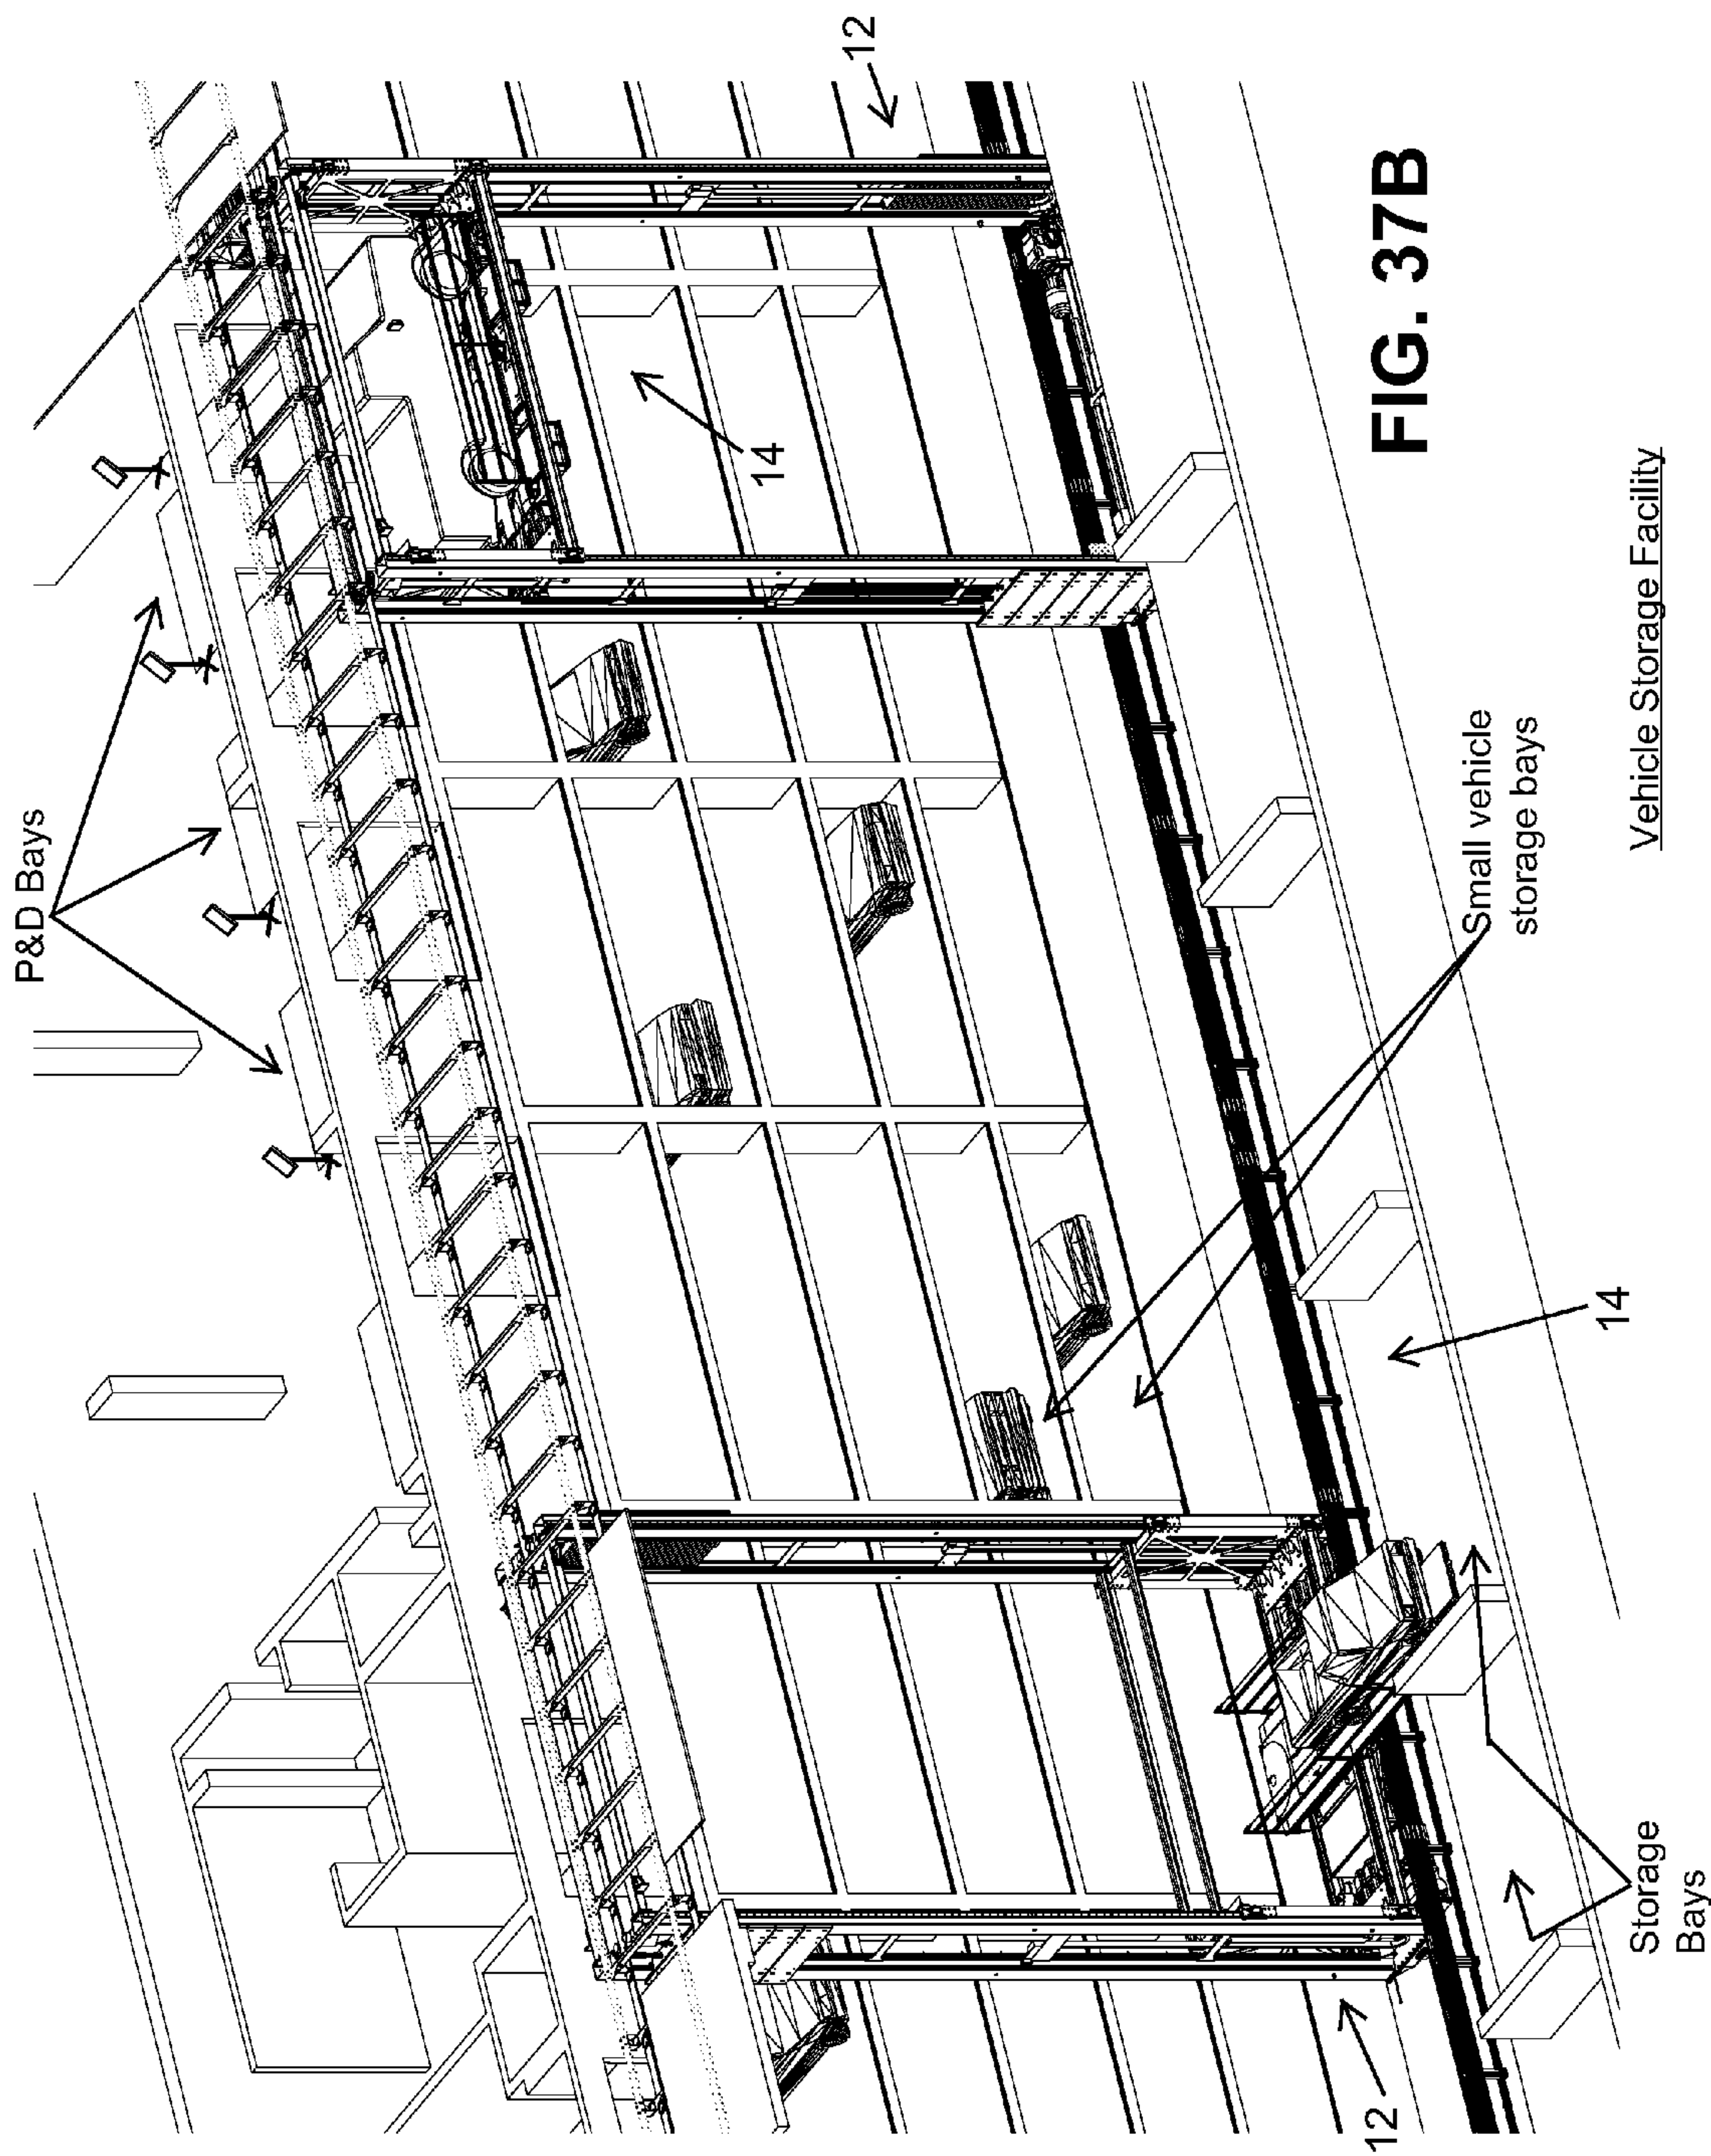 P&D Bays
12
14
Small vehicle
storage bays
14
Storage
Bays
12
FIG. 37B
Vehicle Storage Facility